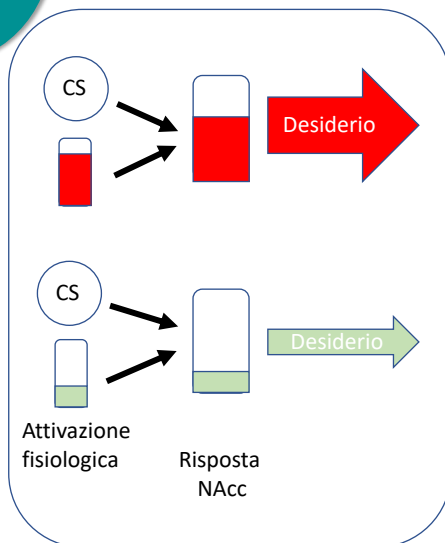 CS
Desiderio
CS
Desiderio
Attivazione
fisiologica
Risposta
NAcc